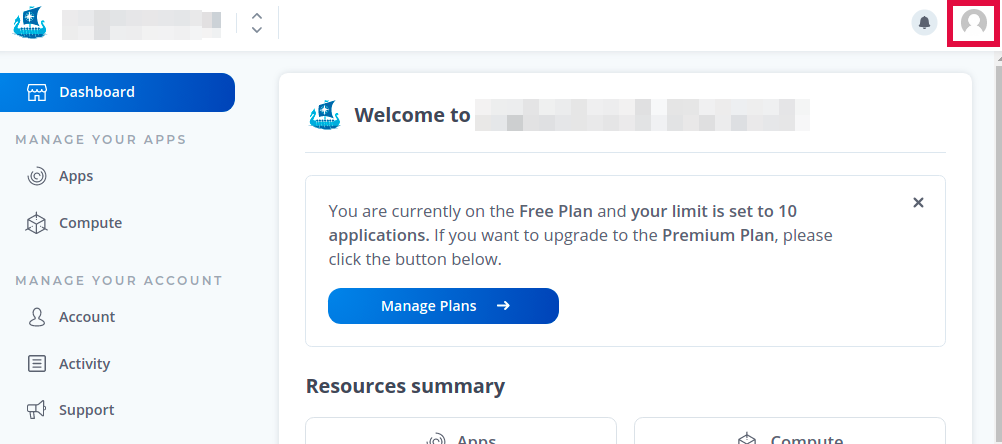 Dashboard
MANAGE YOUR APPS
Apps
Compute
MANAGE YOUR ACCOUNT
Account
Activity
Support
Welcome to
You are currently on the Free Plan and your limit is set to 10
applications. If you want to upgrade to the Premium Plan, please
click the button below.
Manage Plans
Resources summary
Apps
Compute